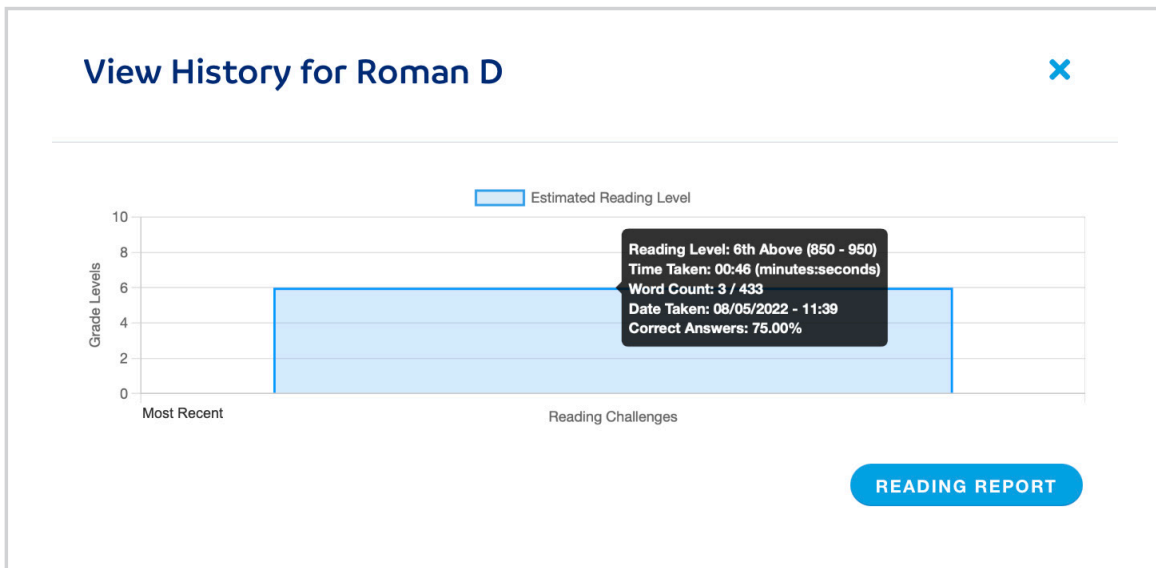 View History for Roman D
Estimated Reading Level
10
8
6
4
2
0
Grade Levels
Reading Level: 6th Above (850 - 950)
Time Taken: 00:46 (minutes:seconds)
Word Count: 3 / 433
Date Taken: 08/05/2022 - 11:39
Correct Answers: 75.00%
Most Recent
Reading Challenges
READING REPORT